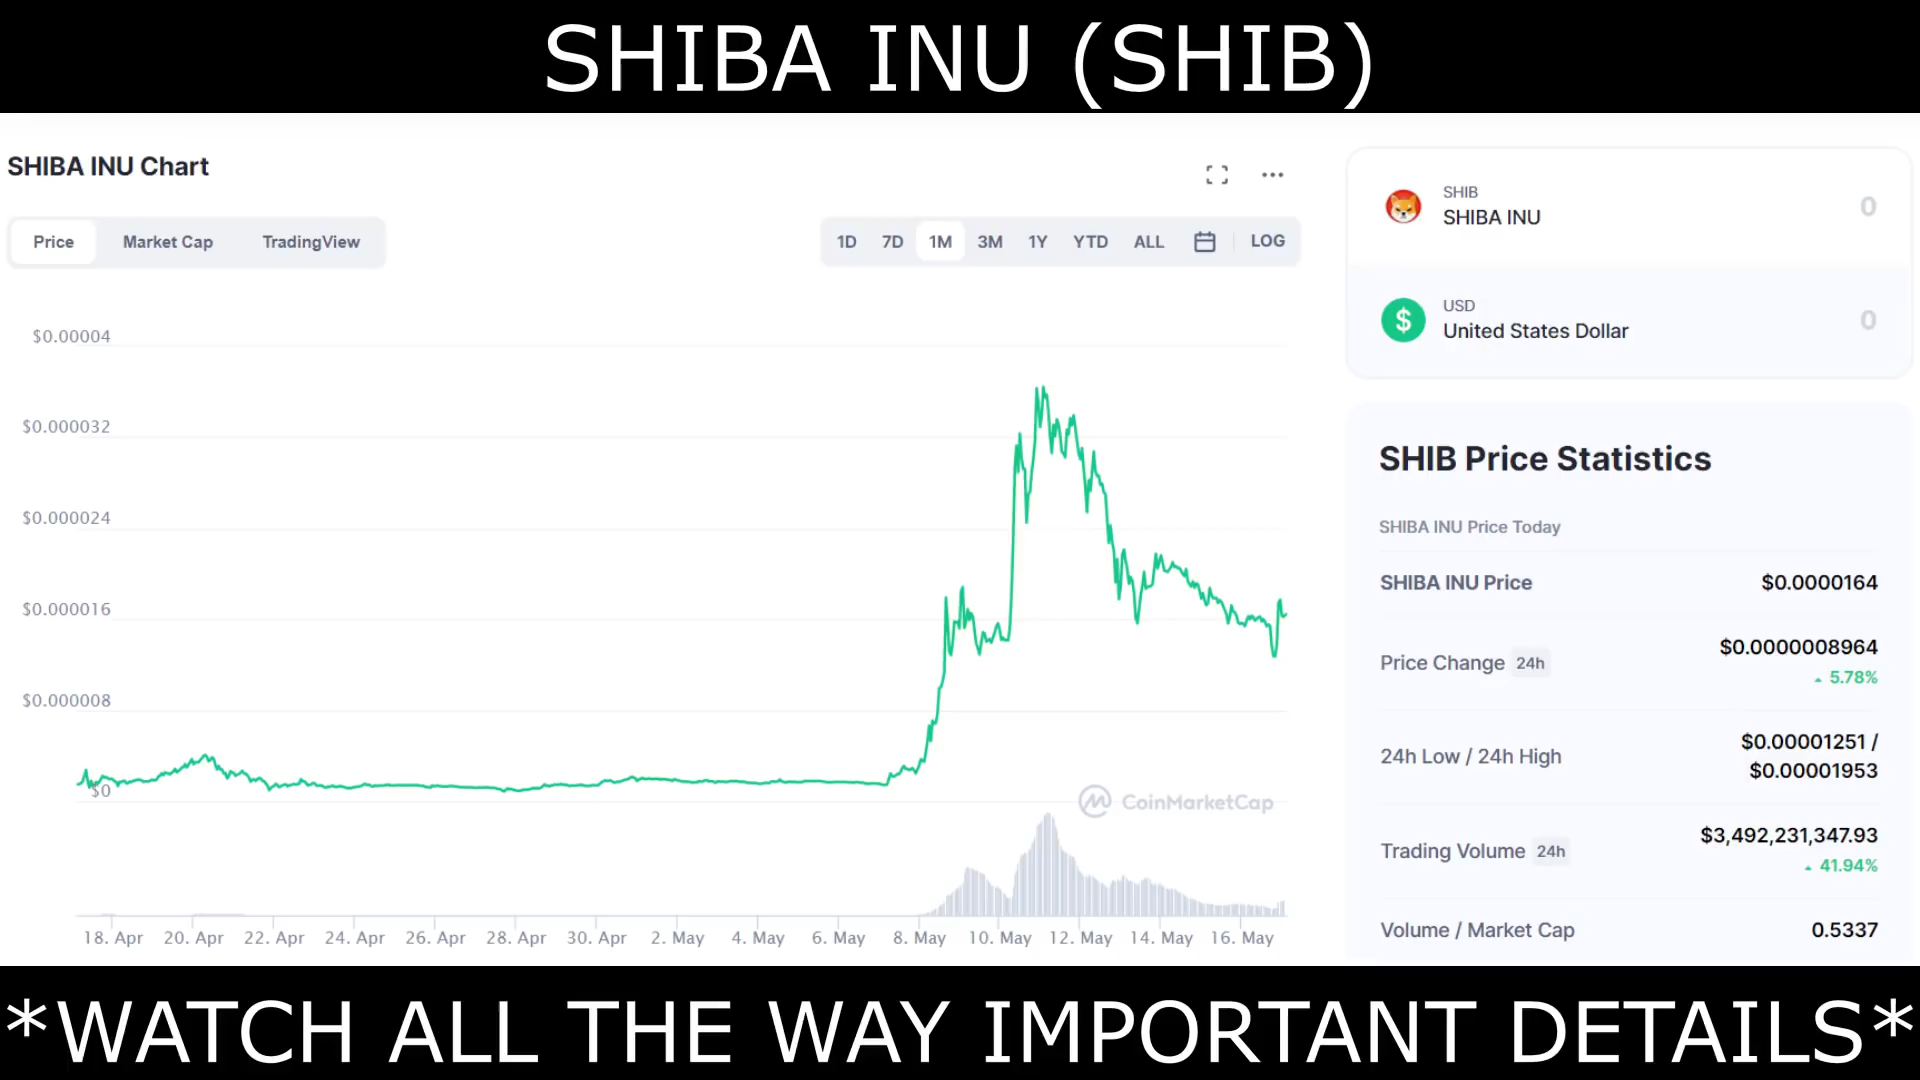 SHIBA INU (SHIB)
SHIBA INU Chart
Price Market Cap TradingView
1D 7D 1M 3M 1Y YTD ALL LOG
$0.00004
$0.000032
$0.000024
$0.000016
$0.000008
$0
CoinMarketCap
18. Apr 20. Apr 22. Apr 24. Apr 26. Apr 28. Apr 30. Apr 2. May 4. May 6. May 8. May 10. May 12. May 14. May 16. May
SHIB
SHIBA INU 0
USD
$ United States Dollar 0
SHIB Price Statistics
SHIBA INU Price Today
SHIBA INU Price $0.0000164
Price Change 24h $0.0000008964
5.78%
24h Low / 24h High $0.00001251 /
$0.00001953
Trading Volume 24h $3,492,231,347.93
41.94%
Volume / Market Cap 0.5337
*WATCH ALL THE WAY IMPORTANT DETAILS*